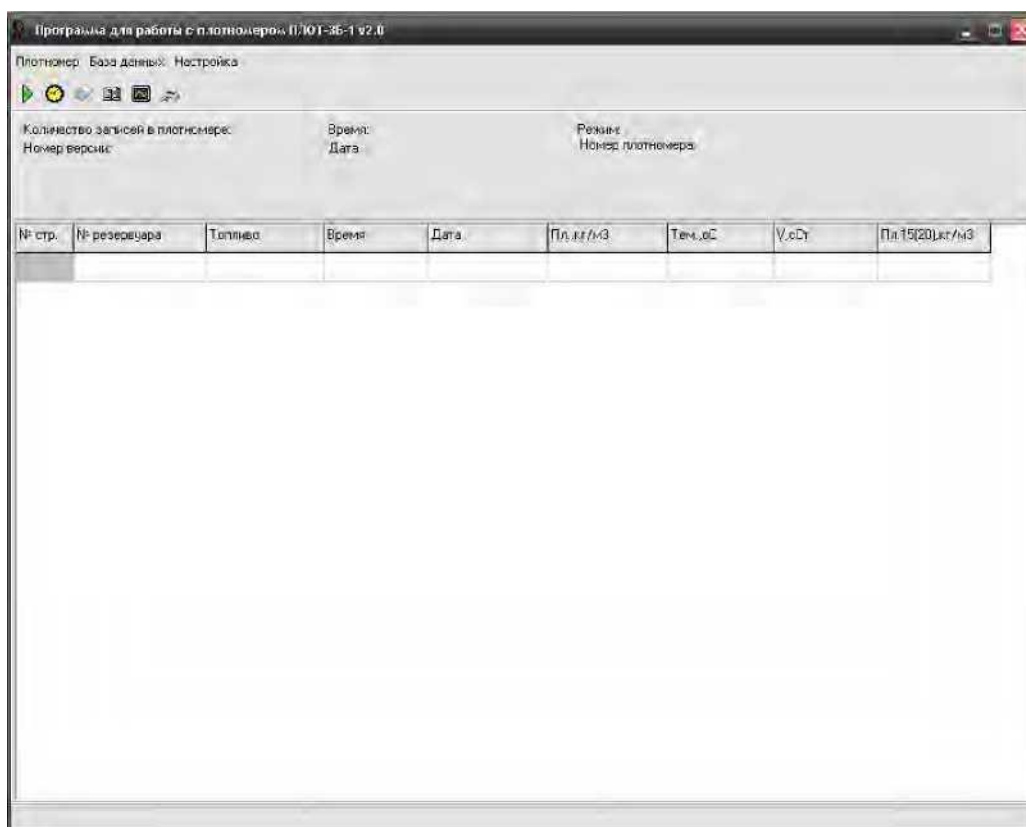 Программа для работы с плотномером ПЛОТ-3Б-1 v2.0
Плотномер База данных Настройка
Количество записей в плотномере: Время: Режим:
Номер версии: Дата Номер плотномера
№ стр. № резервуара Топливо Время Дата Пл.кг/м3 Тем.,оС V,сСт Пл.15(20),кг/м3